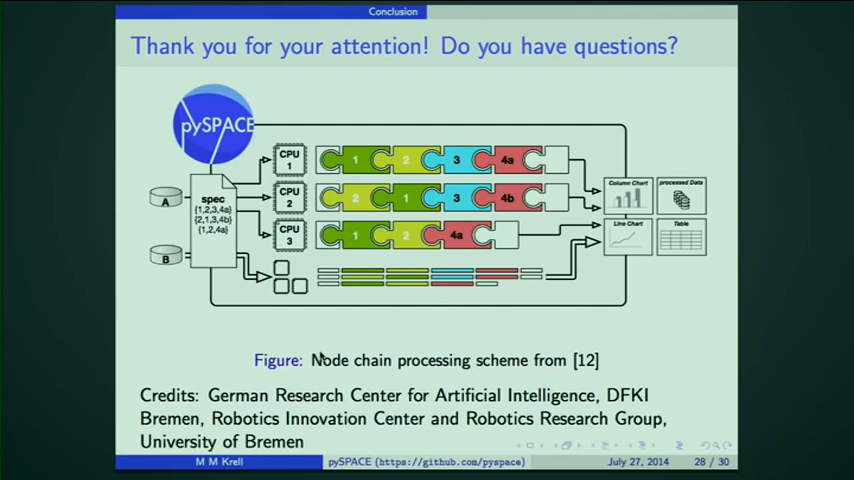 Conclusion
Thank you for your attention! Do you have questions?
pySPACE
CPU 1
1 2 3 4a
CPU 2
2 1 3 4b
CPU 3
1 2 4a
A
B
spec
{1,2,3,4a}
{2,1,3,4b}
{1,2,4a}
Column Chart
processed Data
Line Chart
Table
Figure: Node chain processing scheme from [12]
Credits: German Research Center for Artificial Intelligence, DFKI
Bremen, Robotics Innovation Center and Robotics Research Group,
University of Bremen
M M Krell
pySPACE (https://github.com/pyspace)
July 27, 2014
28 / 30